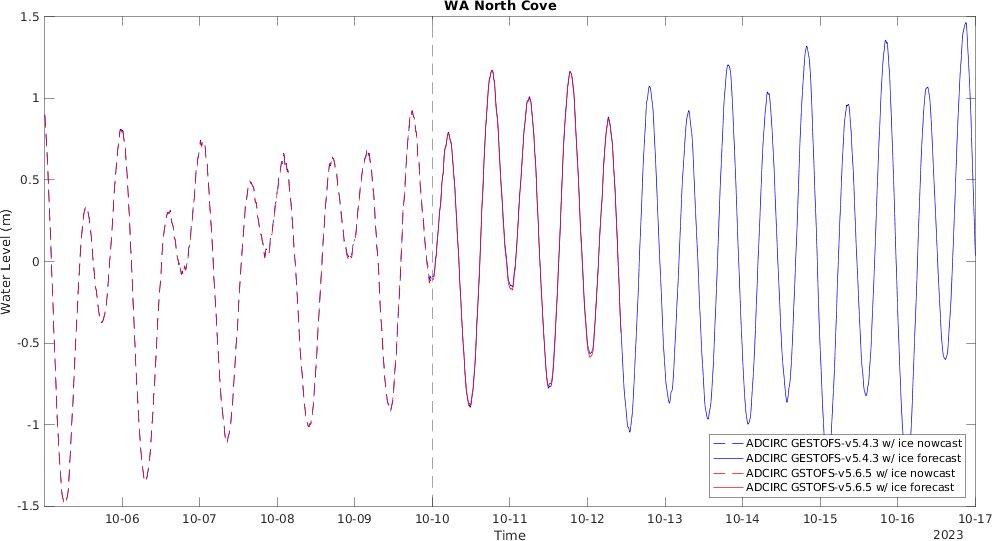 WA North Cove
1.5
1
0.5
0
-0.5
-1
-1.5
Water Level (m)
ADCIRC GESTOFS-v5.4.3 w/ ice nowcast
ADCIRC GESTOFS-v5.4.3 w/ ice forecast
ADCIRC GSTOFS-v5.6.5 w/ ice nowcast
ADCIRC GSTOFS-v5.6.5 w/ ice forecast
10-06 10-07 10-08 10-09 10-10 10-11 10-12 10-13 10-14 10-15 10-16 10-17
Time
2023